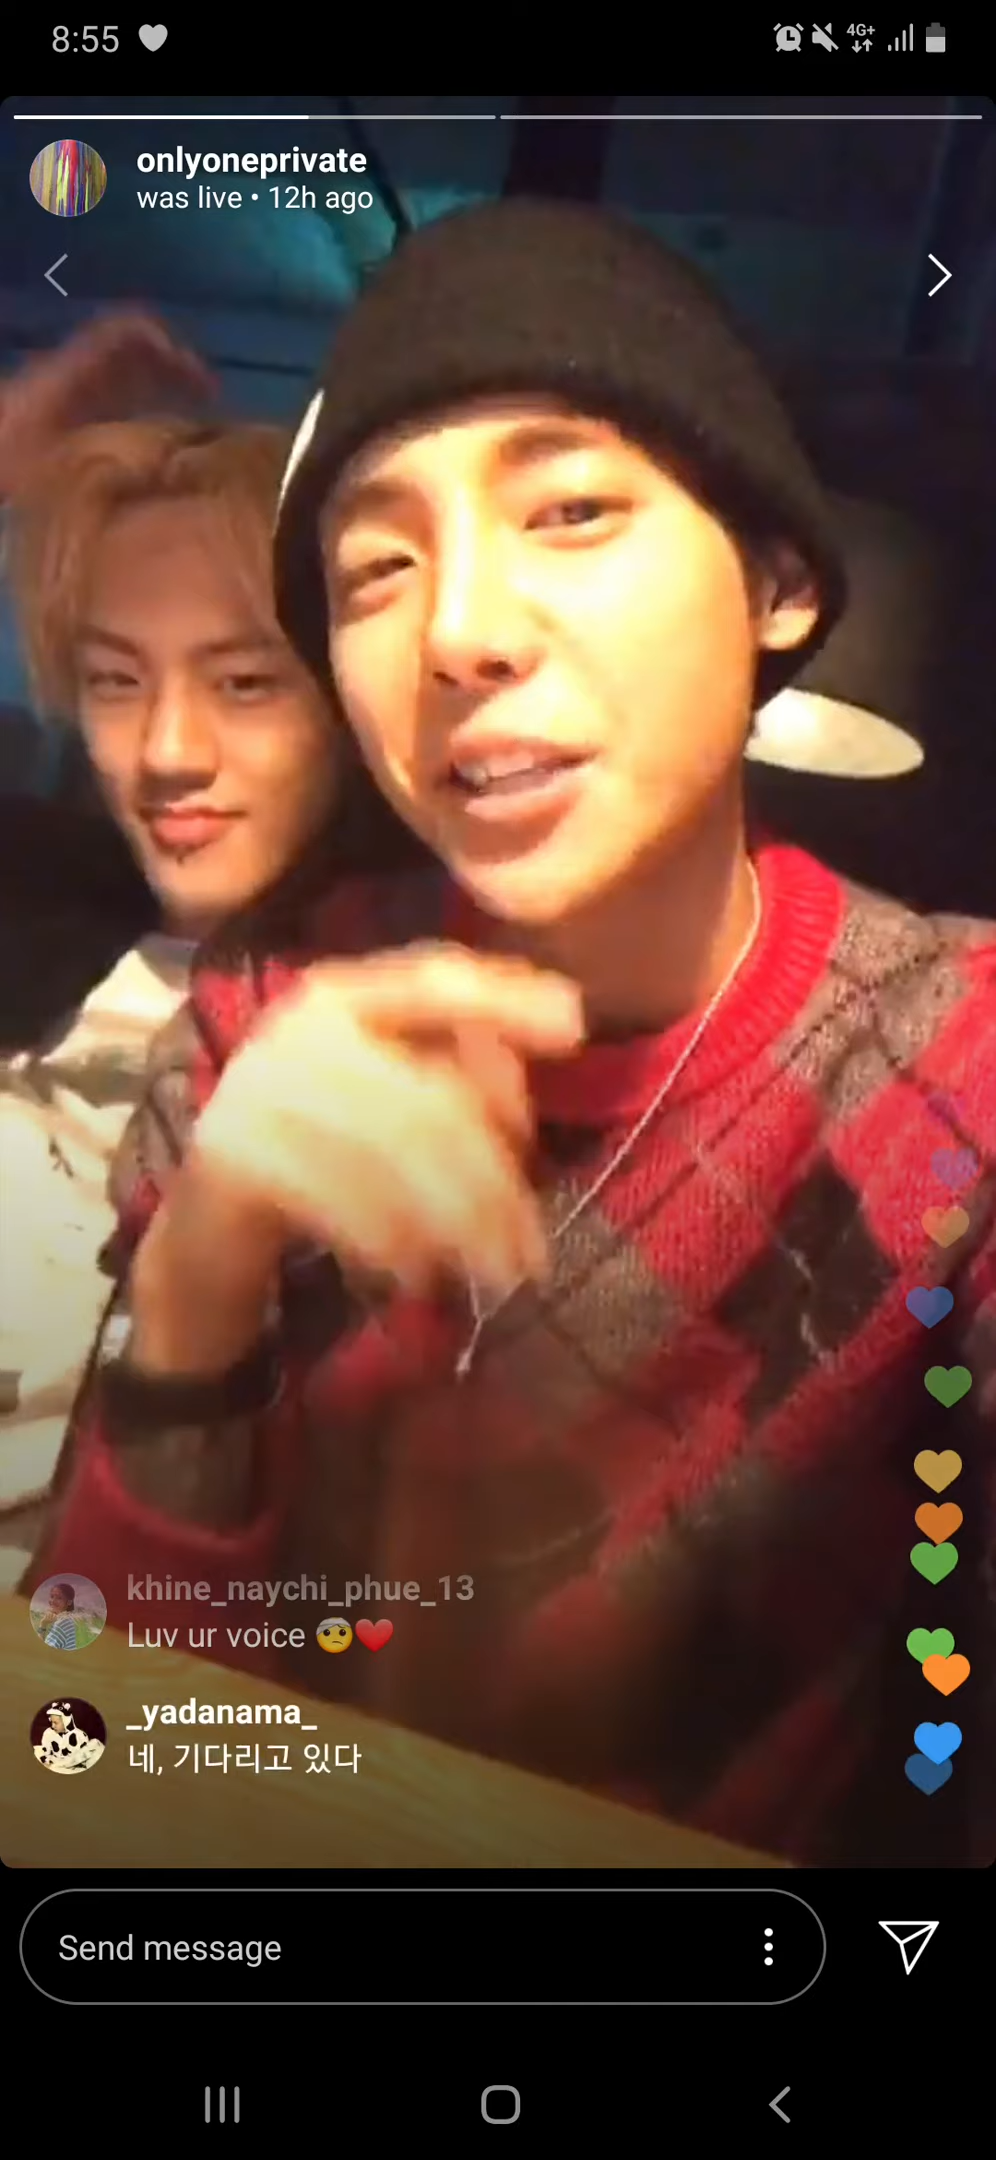 8:55
4G+
onlyoneprivate
was live • 12h ago
khine_naychi_phue_13
Luv ur voice 🤕❤️
_yadanama_
네, 기다리고 있다
Send message